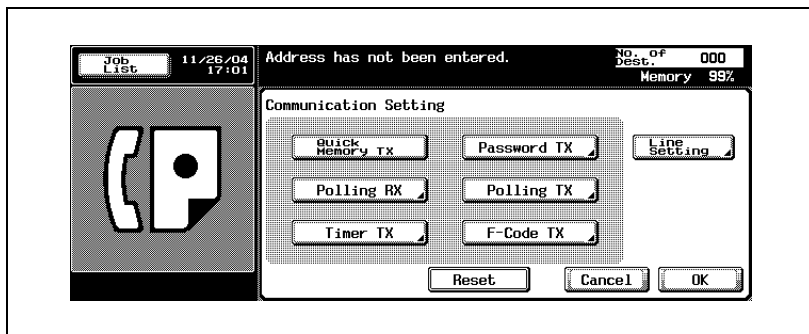 Job List
11/26/04
17:01
Address has not been entered.
No. of Dest. 000
Memory 99%
Communication Setting
Quick Memory TX
Password TX
Line Setting
Polling RX
Polling TX
Timer TX
F-Code TX
Reset
Cancel
OK